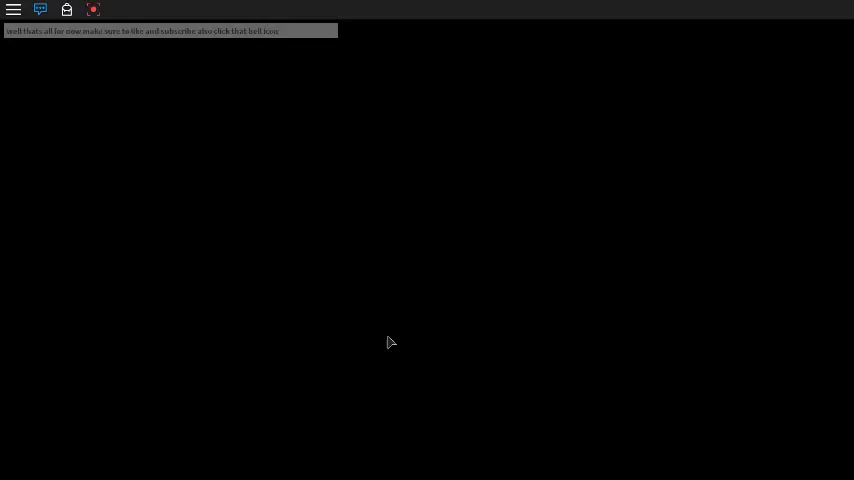 well thats all for now make sure to like and subscribe also click that bell icon